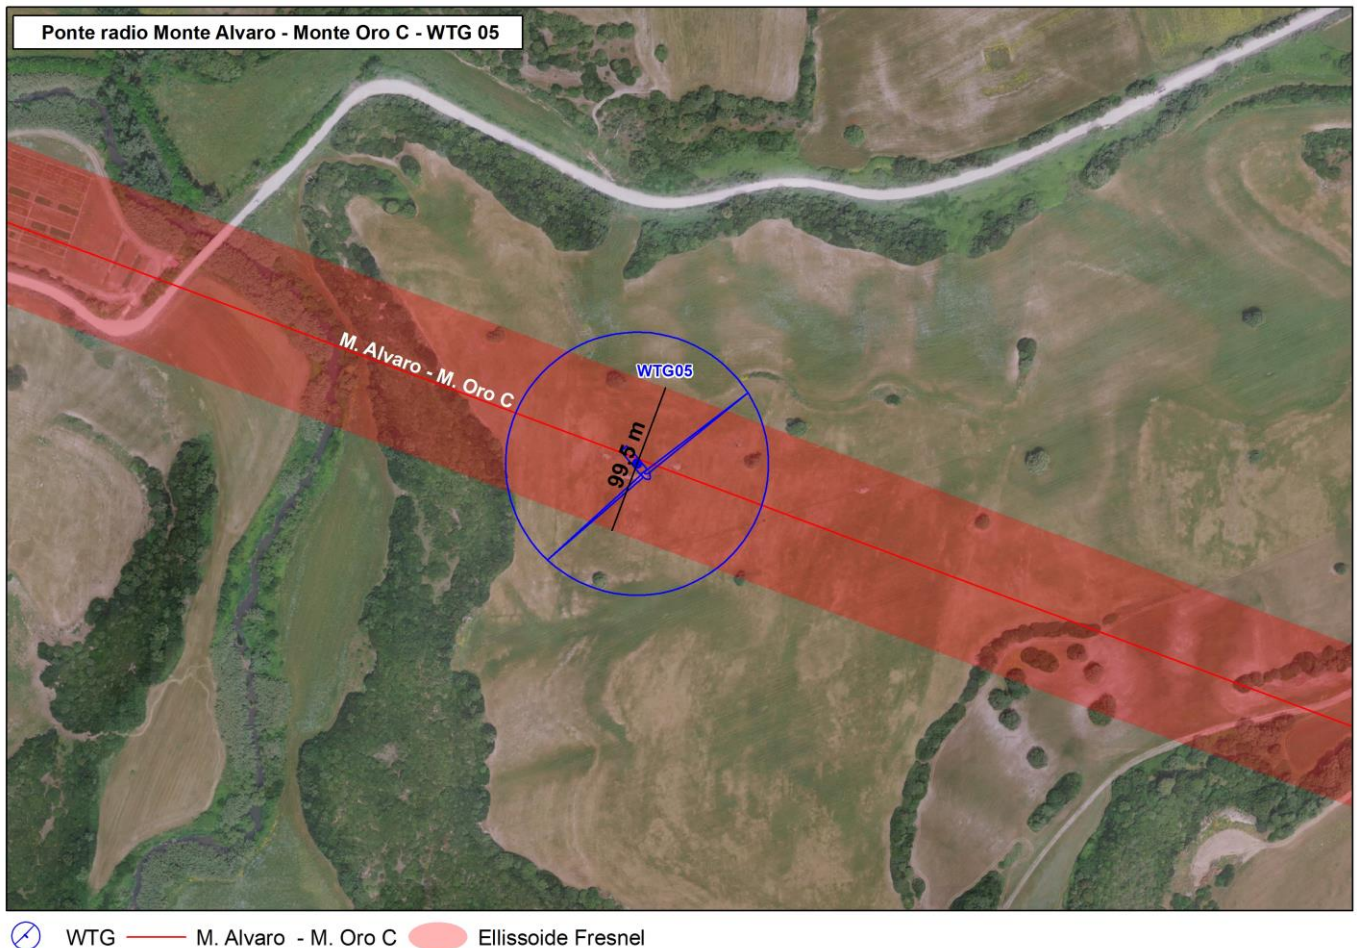 Ponte radio Monte Alvaro - Monte Oro C - WTG 05
M. Alvaro - M. Oro C
WTG05
99,5 m
WTG
M. Alvaro - M. Oro C
Ellissoide Fresnel